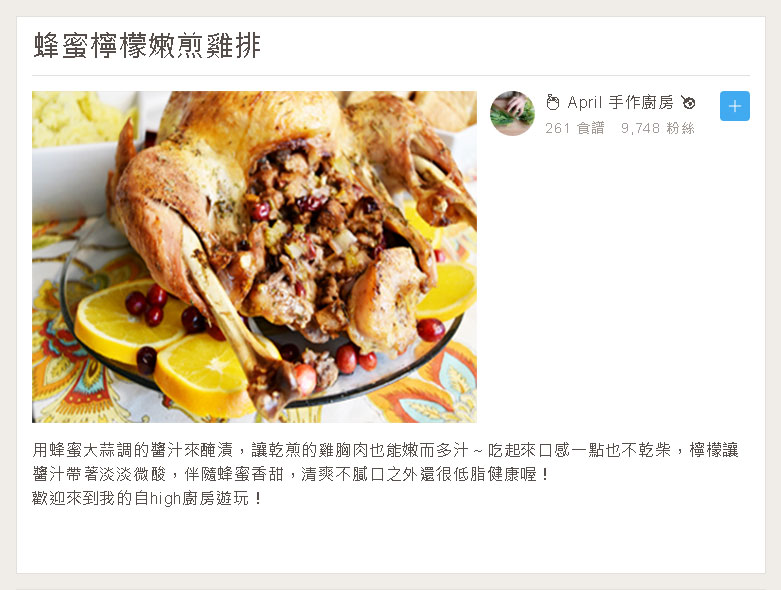 蜂蜜檸檬嫩煎雞排
April 手作廚房
261 食譜 9,748 粉絲
用蜂蜜大蒜調的醬汁來醃漬，讓乾煎的雞胸肉也能嫩而多汁～吃起來口感一點也不乾柴，檸檬讓
醬汁帶著淡淡微酸，伴隨蜂蜜香甜，清爽不膩口之外還很低脂健康喔！
歡迎來到我的自high廚房遊玩！